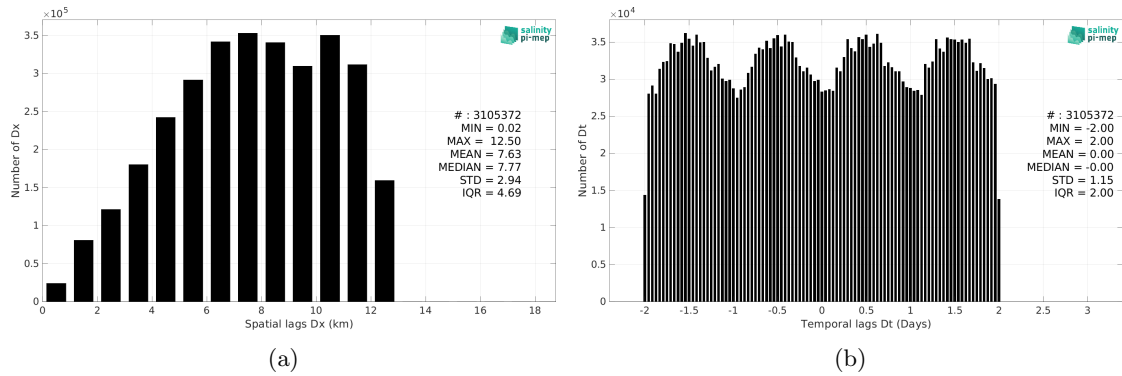 ×10⁵
3.5
3
2.5
2
1.5
1
0.5
0
Number of Dx
salinity
pi-mep
# : 3105372
MIN = 0.02
MAX = 12.50
MEAN = 7.63
MEDIAN = 7.77
STD = 2.94
IQR = 4.69
0 2 4 6 8 10 12 14 16 18
Spatial lags Dx (km)
(a)
×10⁴
3.5
3
2.5
2
1.5
1
0.5
0
Number of Dt
salinity
pi-mep
# : 3105372
MIN = -2.00
MAX = 2.00
MEAN = 0.00
MEDIAN = -0.00
STD = 1.15
IQR = 2.00
-2 -1.5 -1 -0.5 0 0.5 1 1.5 2 2.5 3
Temporal lags Dt (Days)
(b)